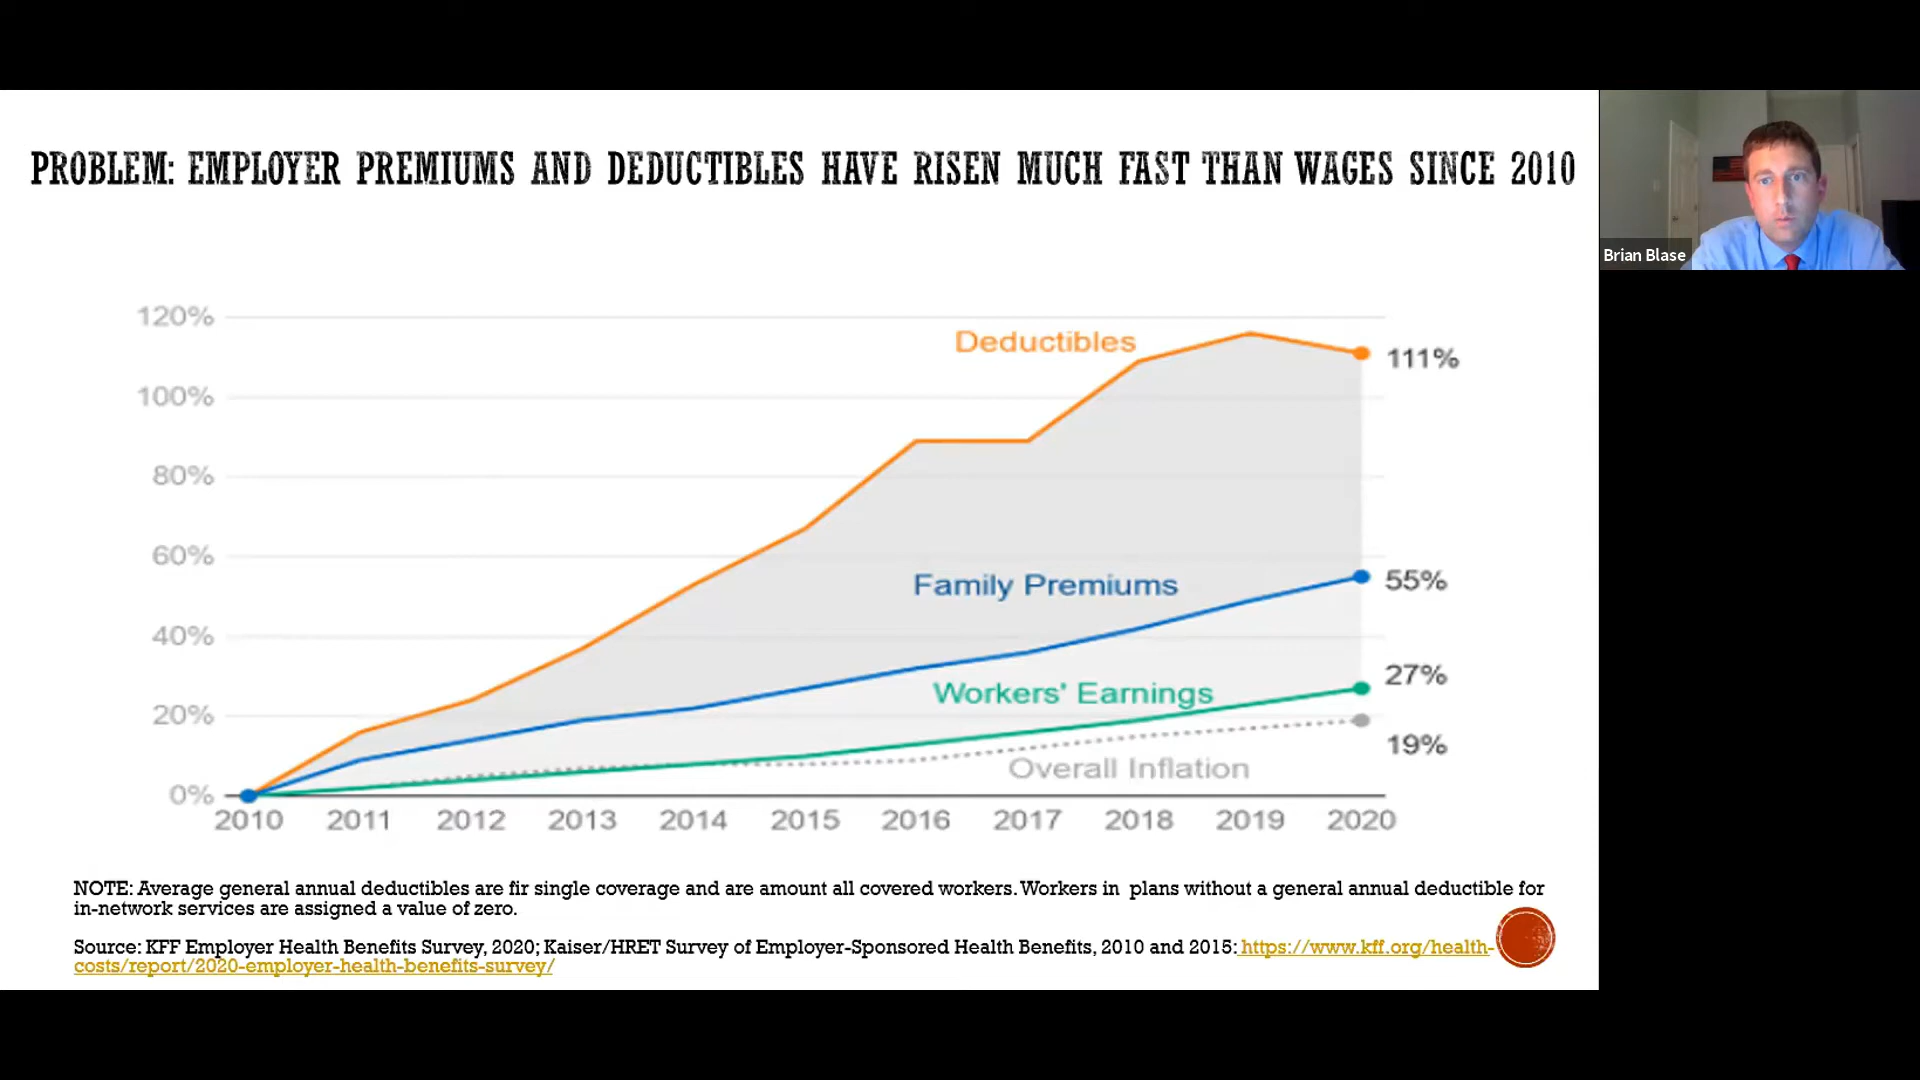 PROBLEM: EMPLOYER PREMIUMS AND DEDUCTIBLES HAVE RISEN MUCH FAST THAN WAGES SINCE 2010
Brian Blase
120%
100%
80%
60%
40%
20%
0%
Deductibles
111%
Family Premiums
55%
Workers' Earnings
27%
Overall Inflation
19%
2010 2011 2012 2013 2014 2015 2016 2017 2018 2019 2020
NOTE: Average general annual deductibles are fir single coverage and are amount all covered workers. Workers in plans without a general annual deductible for
in-network services are assigned a value of zero.
Source: KFF Employer Health Benefits Survey, 2020; Kaiser/HRET Survey of Employer-Sponsored Health Benefits, 2010 and 2015: https://www.kff.org/health-
costs/report/2020-employer-health-benefits-survey/